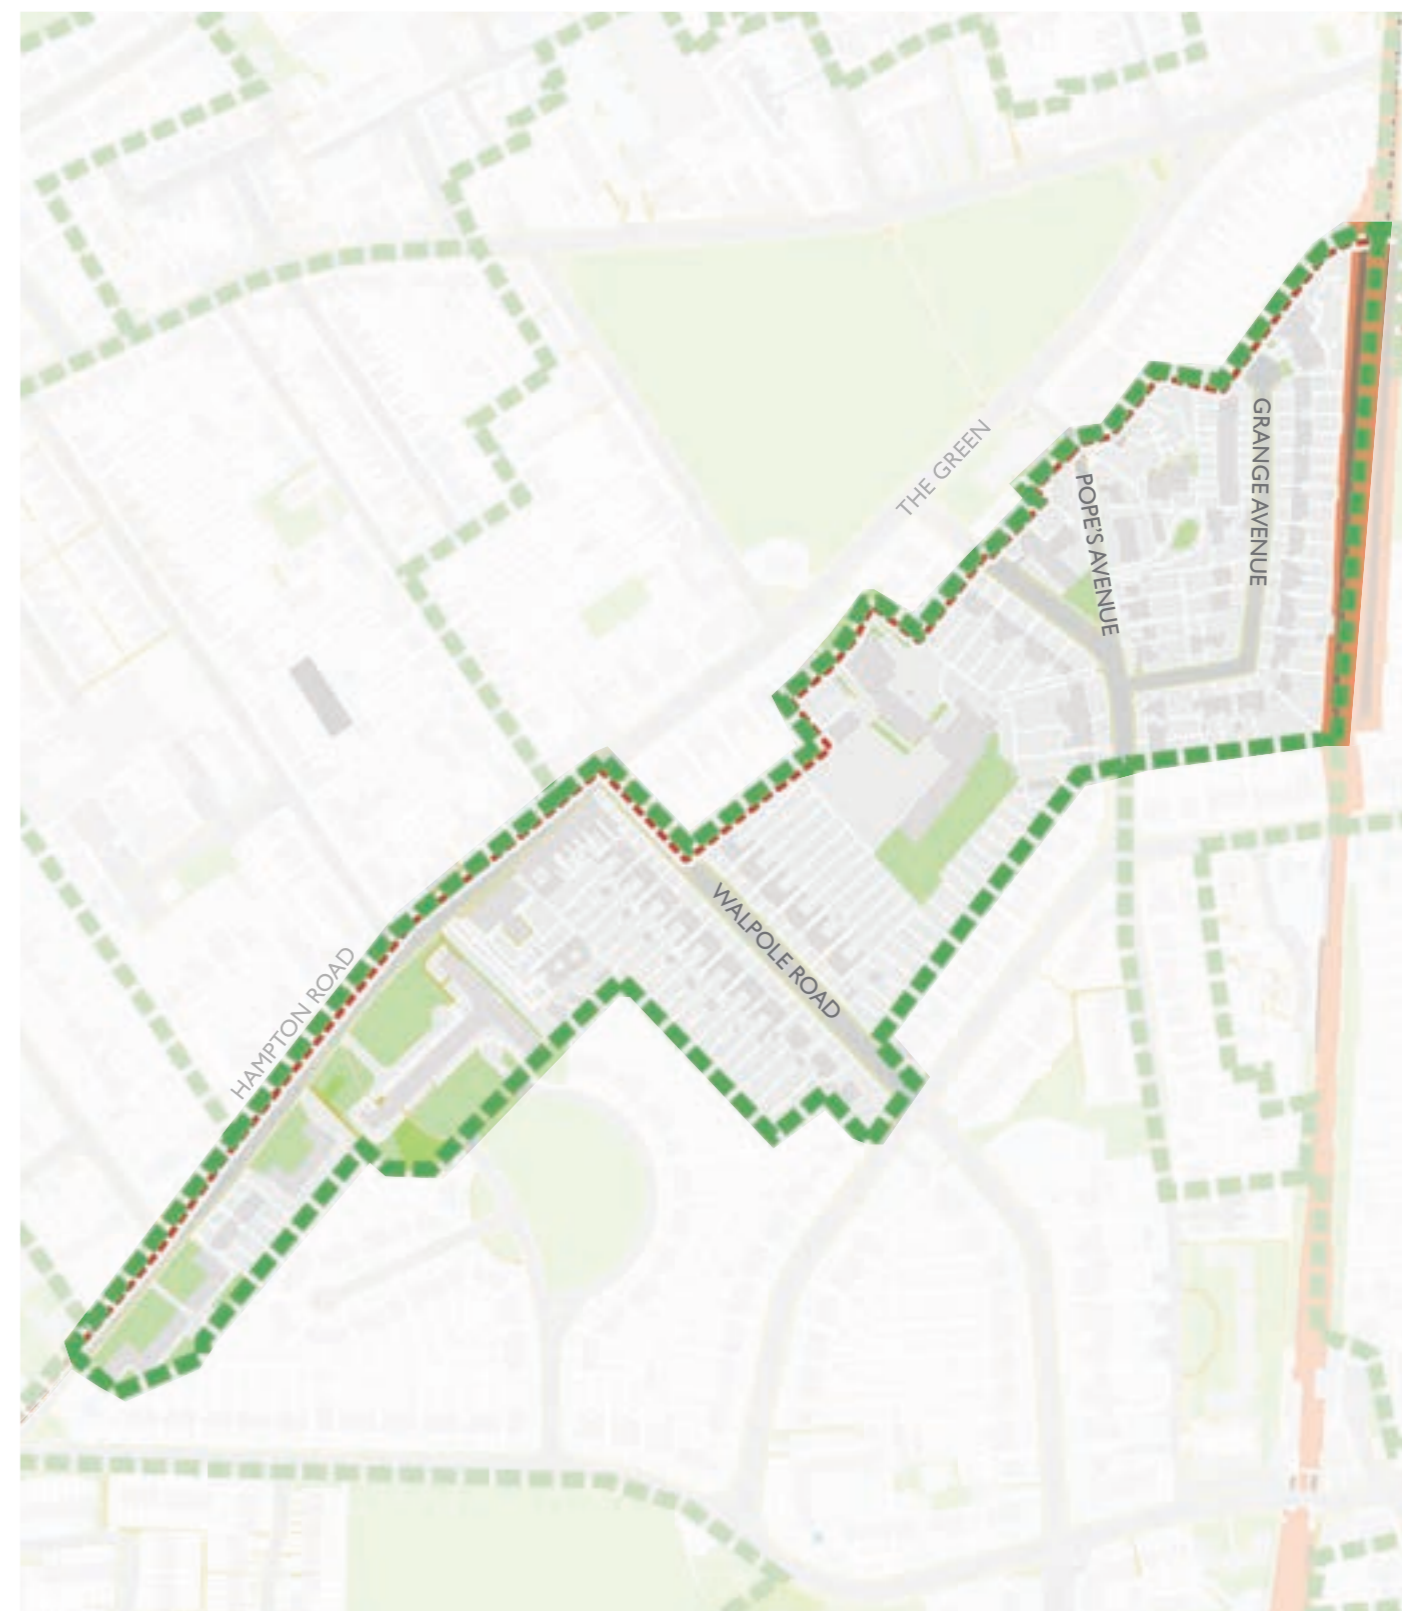 GRANGE AVENUE
THE GREEN
POPE'S AVENUE
WALPOLE ROAD
HAMPTON ROAD